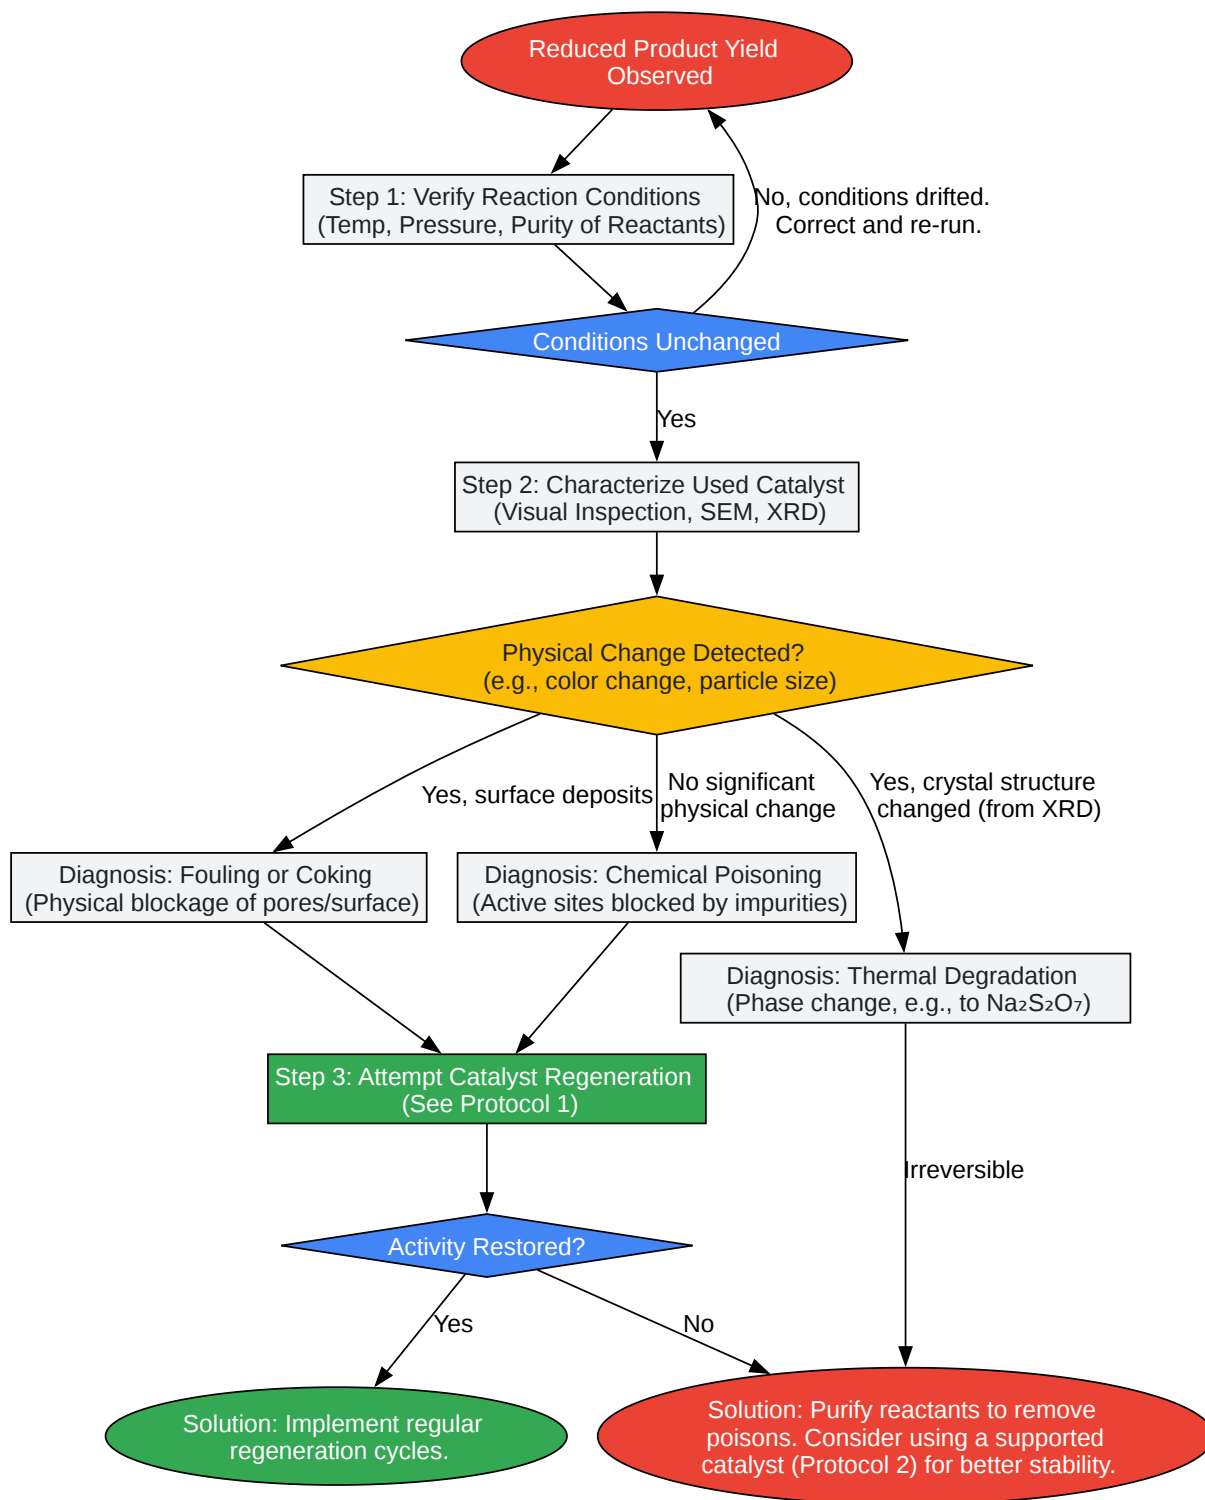 Reduced Product Yield
Observed
Step 1: Verify Reaction Conditions
(Temp, Pressure, Purity of Reactants)
No, conditions drifted.
Correct and re-run.
Conditions Unchanged
Yes
Step 2: Characterize Used Catalyst
(Visual Inspection, SEM, XRD)
Physical Change Detected?
(e.g., color change, particle size)
Yes, surface deposits
No significant
physical change
Yes, crystal structure
changed (from XRD)
Diagnosis: Fouling or Coking
(Physical blockage of pores/surface)
Diagnosis: Chemical Poisoning
(Active sites blocked by impurities)
Diagnosis: Thermal Degradation
(Phase change, e.g., to Na₂S₂O₇)
Step 3: Attempt Catalyst Regeneration
(See Protocol 1)
Irreversible
Activity Restored?
Yes
No
Solution: Implement regular
regeneration cycles.
Solution: Purify reactants to remove
poisons. Consider using a supported
catalyst (Protocol 2) for better stability.